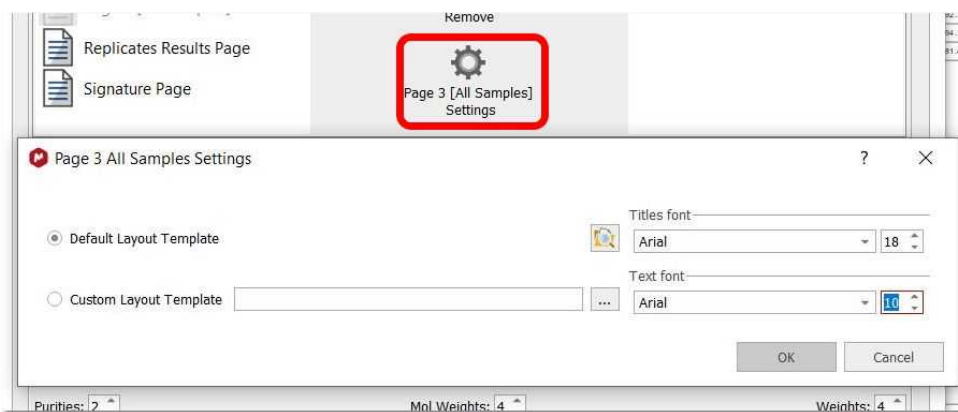 Remove
Replicates Results Page
Signature Page
Page 3 [All Samples]
Settings
Page 3 All Samples Settings
?
Titles font
Default Layout Template
Arial
18
Text font
Custom Layout Template
...
Arial
10
OK
Cancel
Purities: 2
Mol Weights: 4
Weights: 4